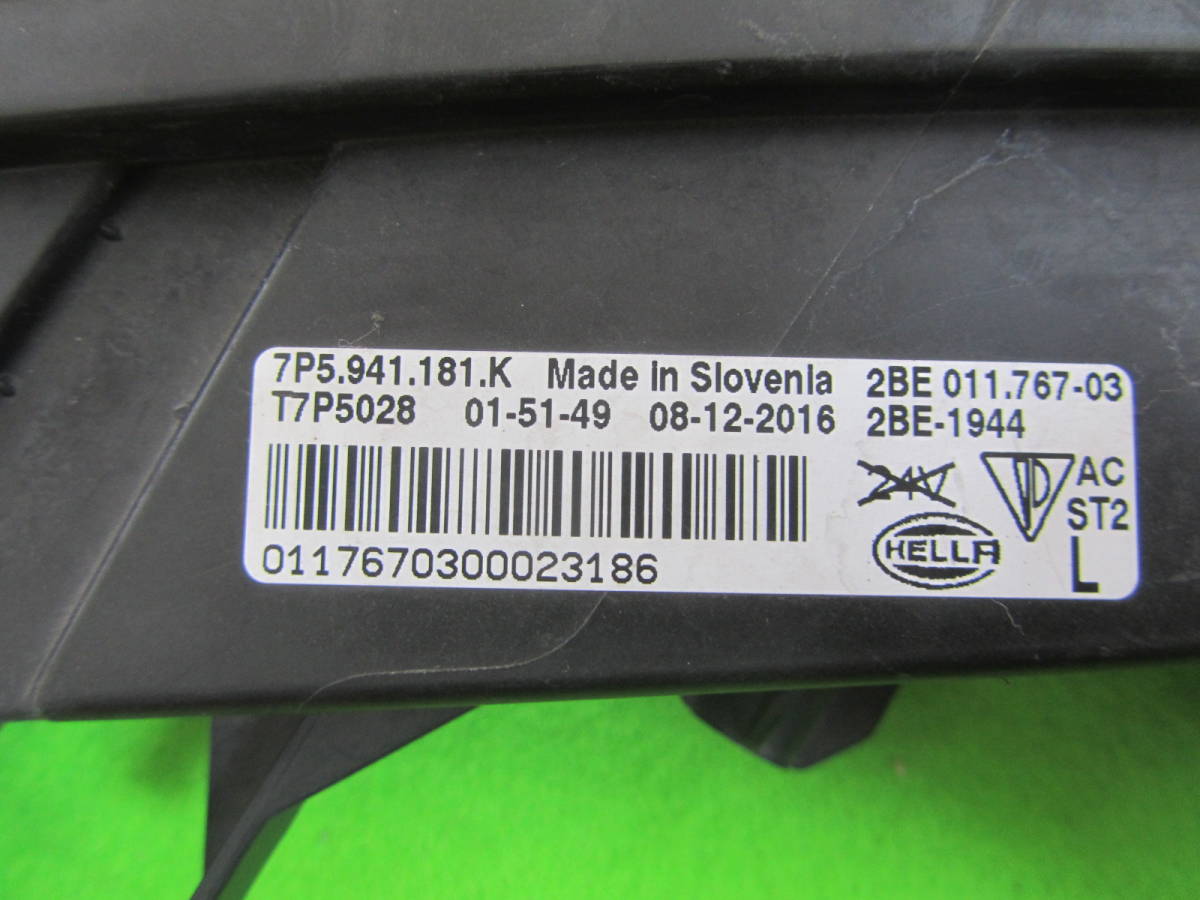 7P5.941.181.K Made in Slovenia 2BE 011.767-03
T7P5028 01-51-49 08-12-2016 2BE-1944
24V AC
ST2
HELLA L
0117670300023186